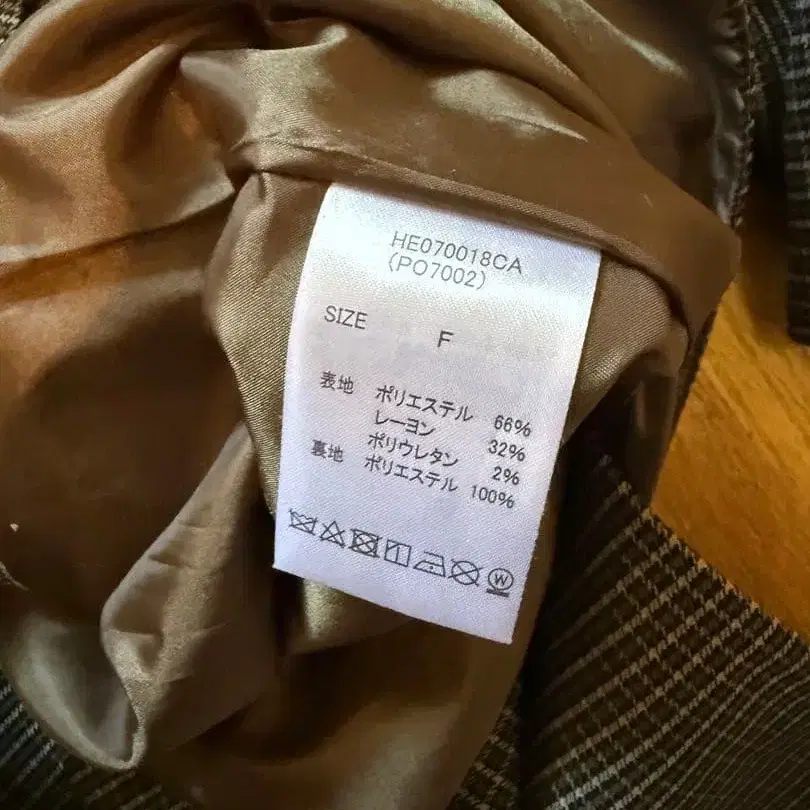 HE070018CA
(PO7002)
SIZE F
表地 ポリエステル 66%
レーヨン 32%
ポリウレタン 2%
裏地 ポリエステル 100%
W